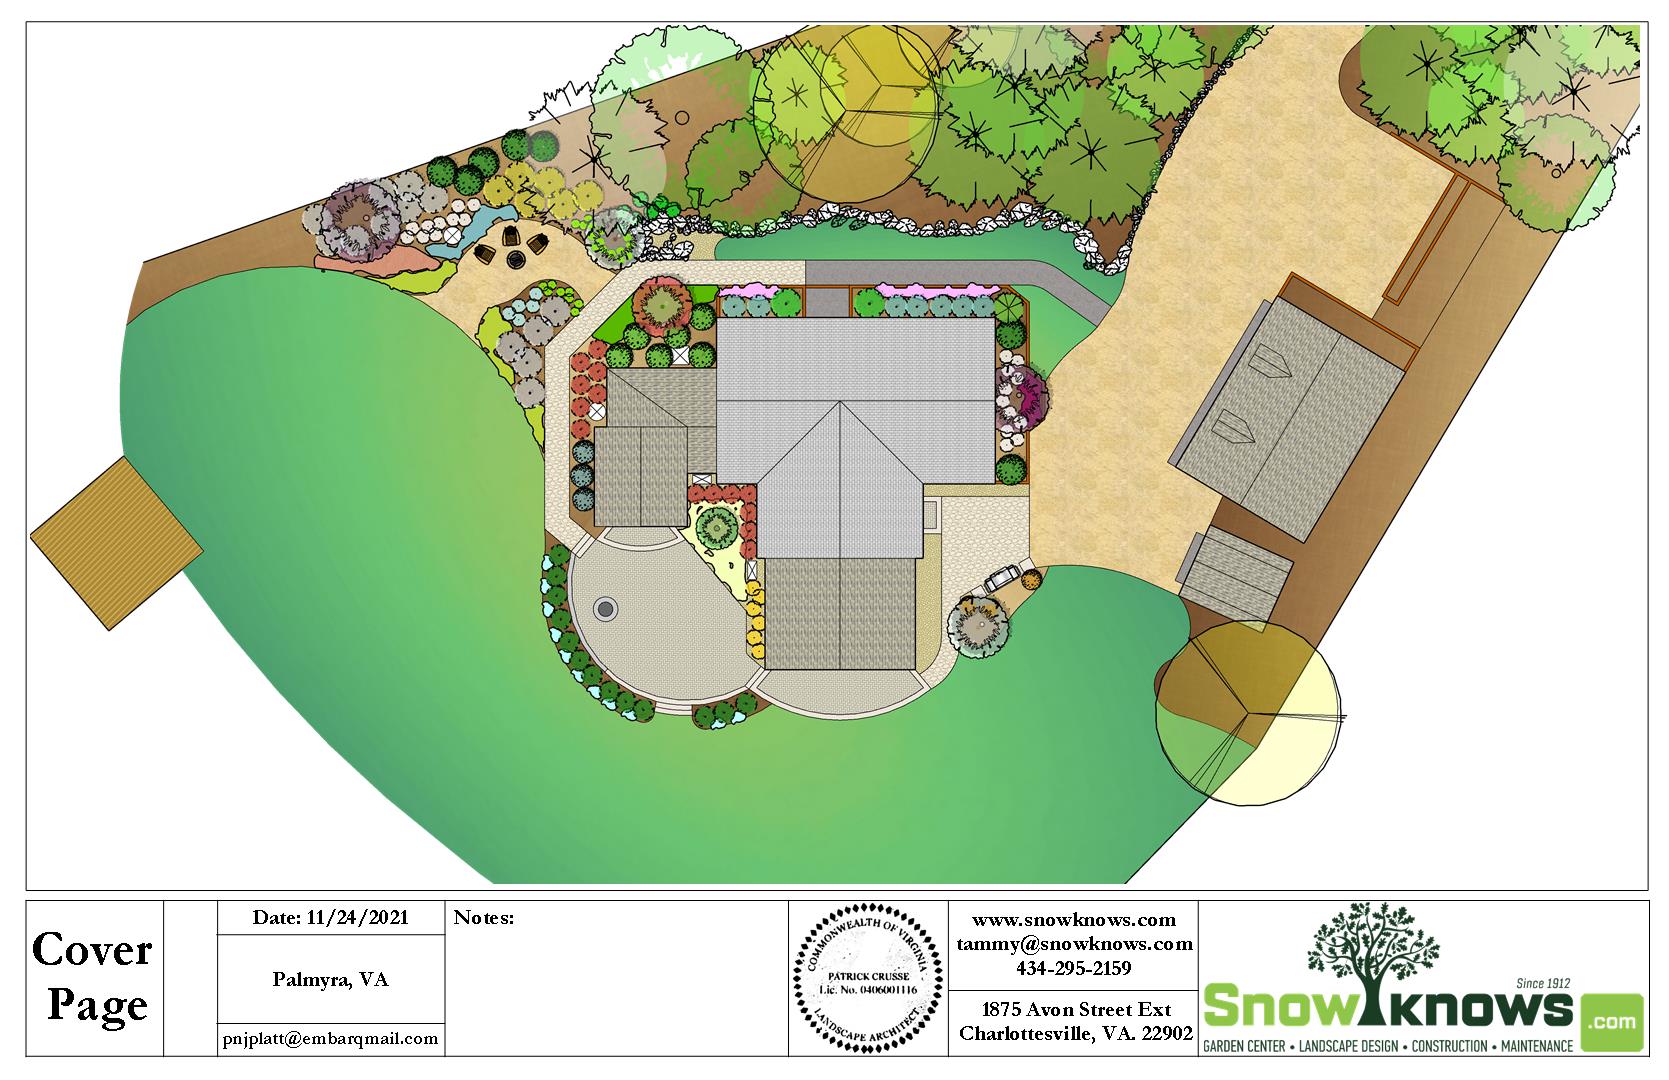 Cover
Page
Date: 11/24/2021
Palmyra, VA
pnjplatt@embarqmail.com
Notes:
COMMONWEALTH OF VIRGINIA
PATRICK CRUSSE
Lic. No. 0406001116
LANDSCAPE ARCHITECT
www.snowknows.com
tammy@snowknows.com
434-295-2159
1875 Avon Street Ext
Charlottesville, VA. 22902
Since 1912
Snow knows .com
GARDEN CENTER • LANDSCAPE DESIGN • CONSTRUCTION • MAINTENANCE